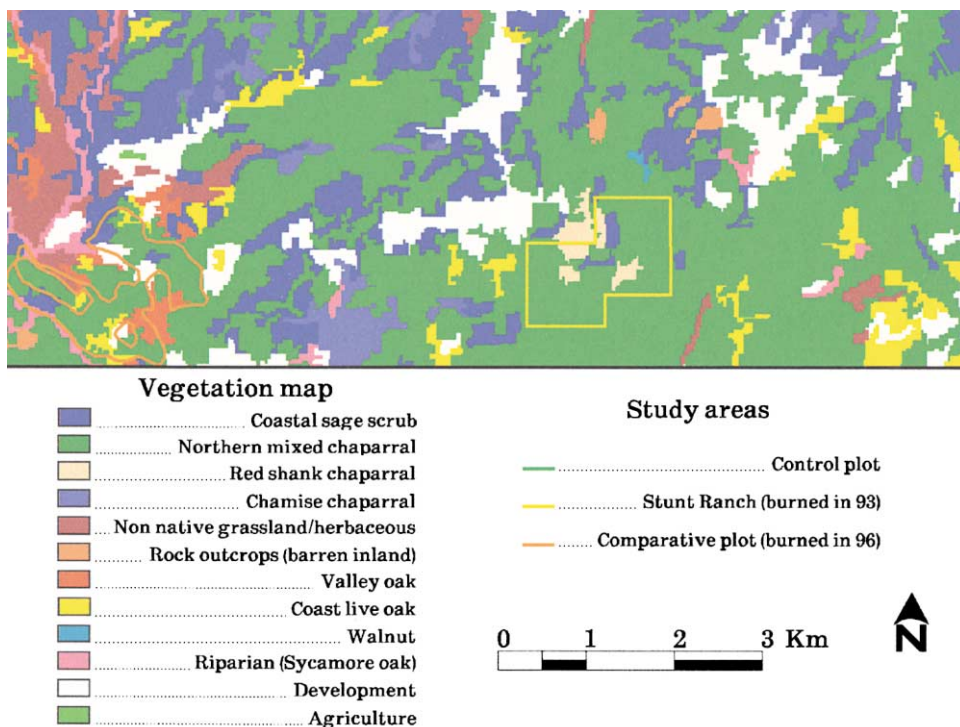 Vegetation map
Coastal sage scrub
Northern mixed chaparral
Red shank chaparral
Chamise chaparral
Non native grassland/herbaceous
Rock outcrops (barren inland)
Valley oak
Coast live oak
Walnut
Riparian (Sycamore oak)
Development
Agriculture
Study areas
Control plot
Stunt Ranch (burned in 93)
Comparative plot (burned in 96)
0 1 2 3 Km
N